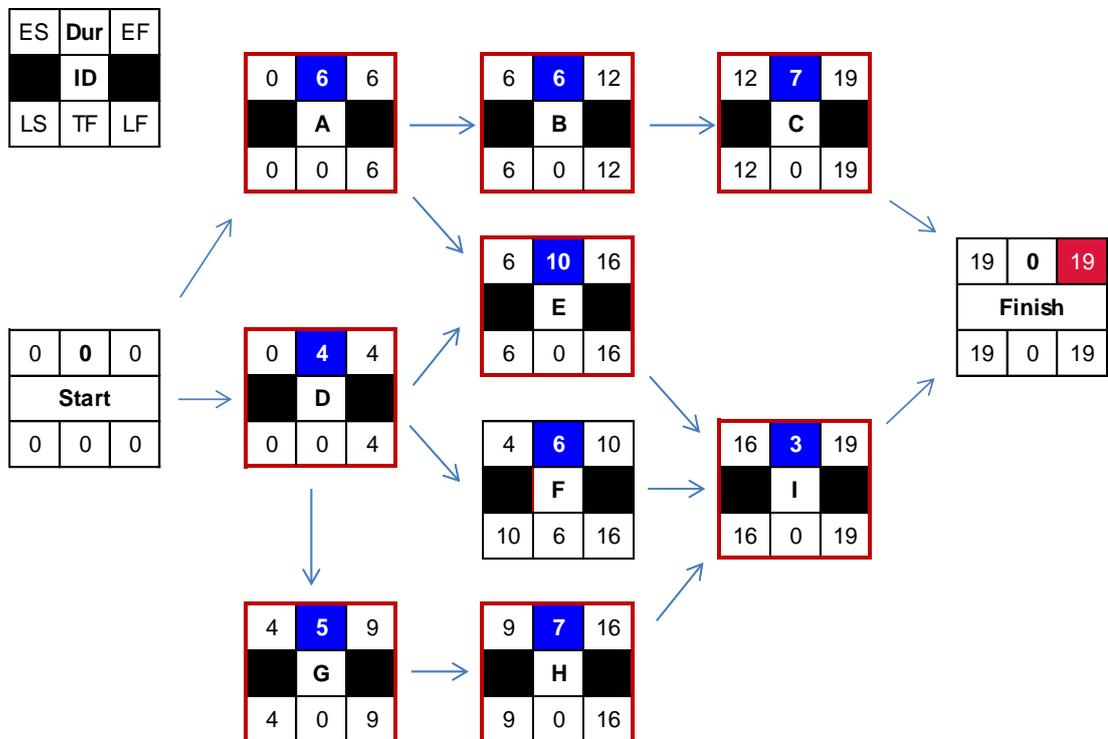 ES Dur EF
ID
LS TF LF
0 6 6
A
0 0 6
6 6 12
B
6 0 12
12 7 19
C
12 0 19
6 10 16
E
6 0 16
19 0 19
Finish
19 0 19
0 0 0
Start
0 0 0
0 4 4
D
0 0 4
4 6 10
F
10 6 16
16 3 19
I
16 0 19
4 5 9
G
4 0 9
9 7 16
H
9 0 16